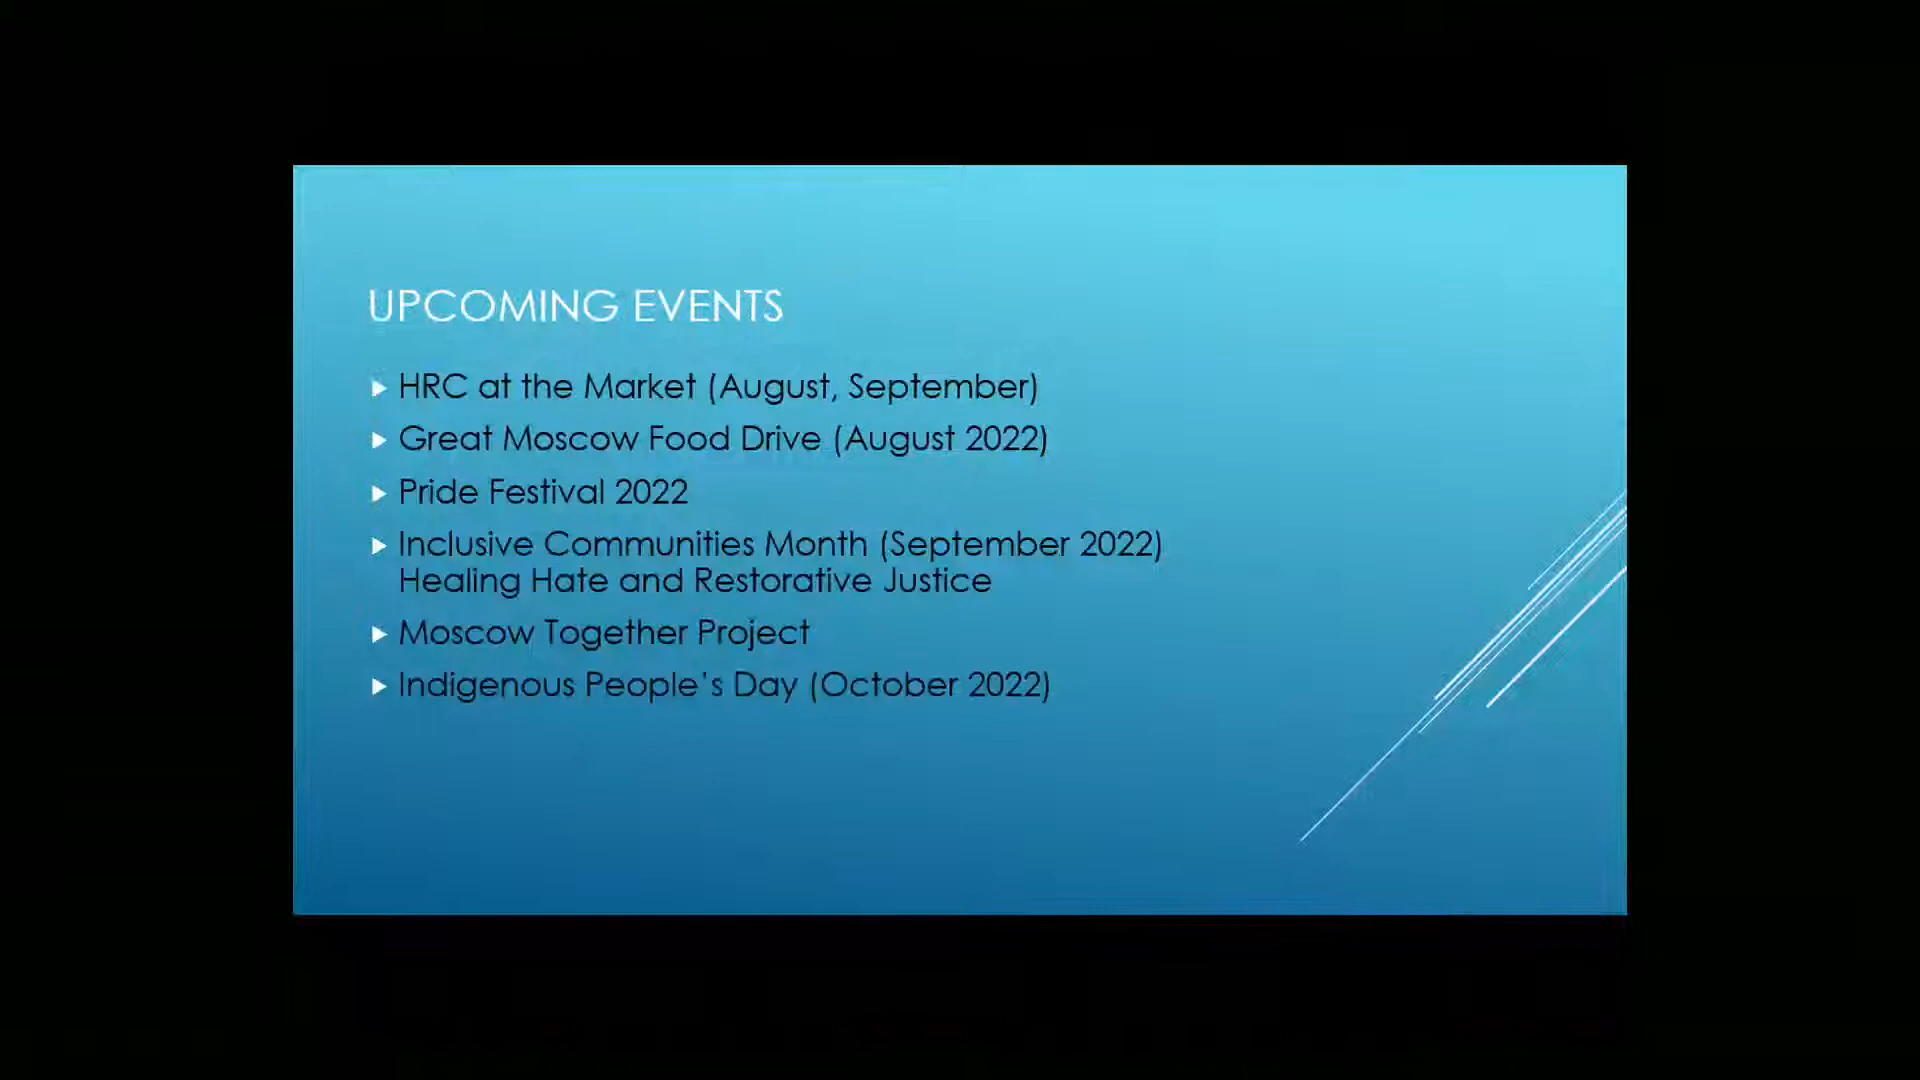 UPCOMING EVENTS
HRC at the Market (August, September)
Great Moscow Food Drive (August 2022)
Pride Festival 2022
Inclusive Communities Month (September 2022)
Healing Hate and Restorative Justice
Moscow Together Project
Indigenous People's Day (October 2022)